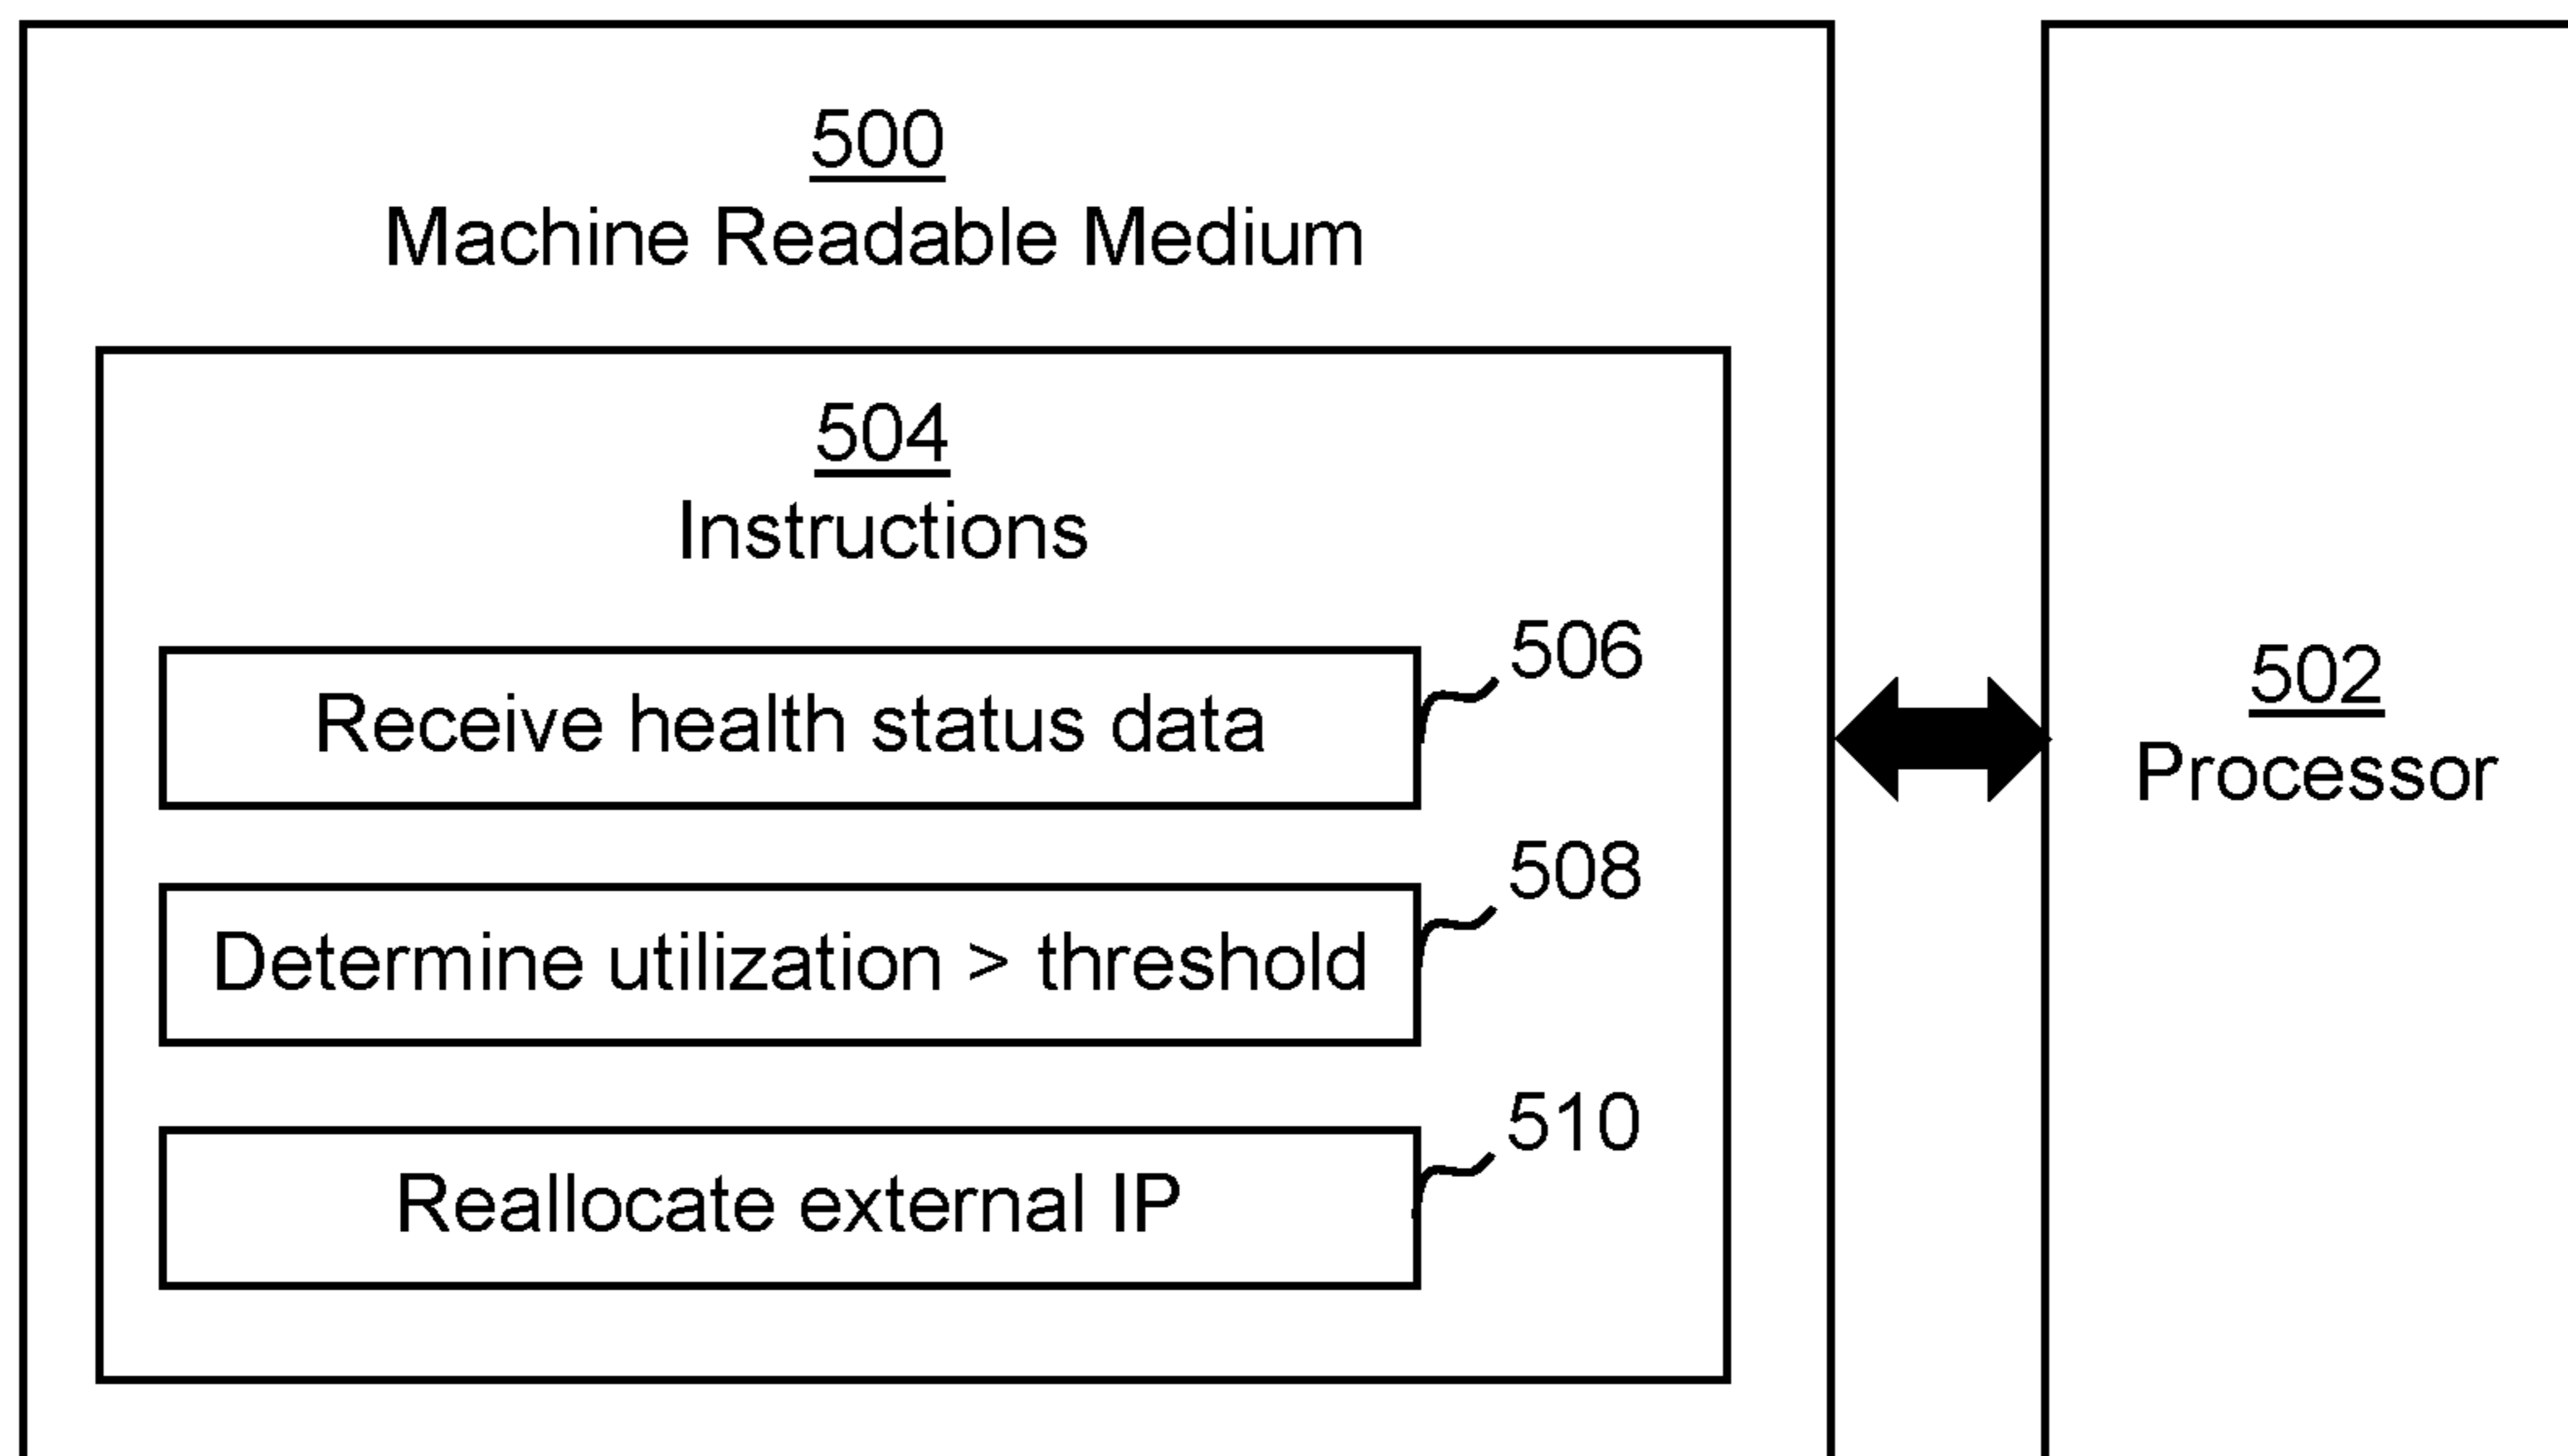 500
Machine Readable Medium
504
Instructions
506
Receive health status data
508
Determine utilization > threshold
510
Reallocate external IP
502
Processor